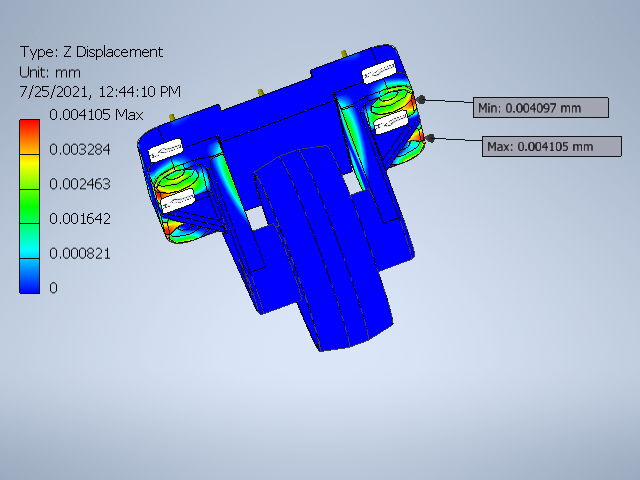 Type: Z Displacement
Unit: mm
7/25/2021, 12:44:10 PM
0.004105 Max
0.003284
0.002463
0.001642
0.000821
0
Min: 0.004097 mm
Max: 0.004105 mm